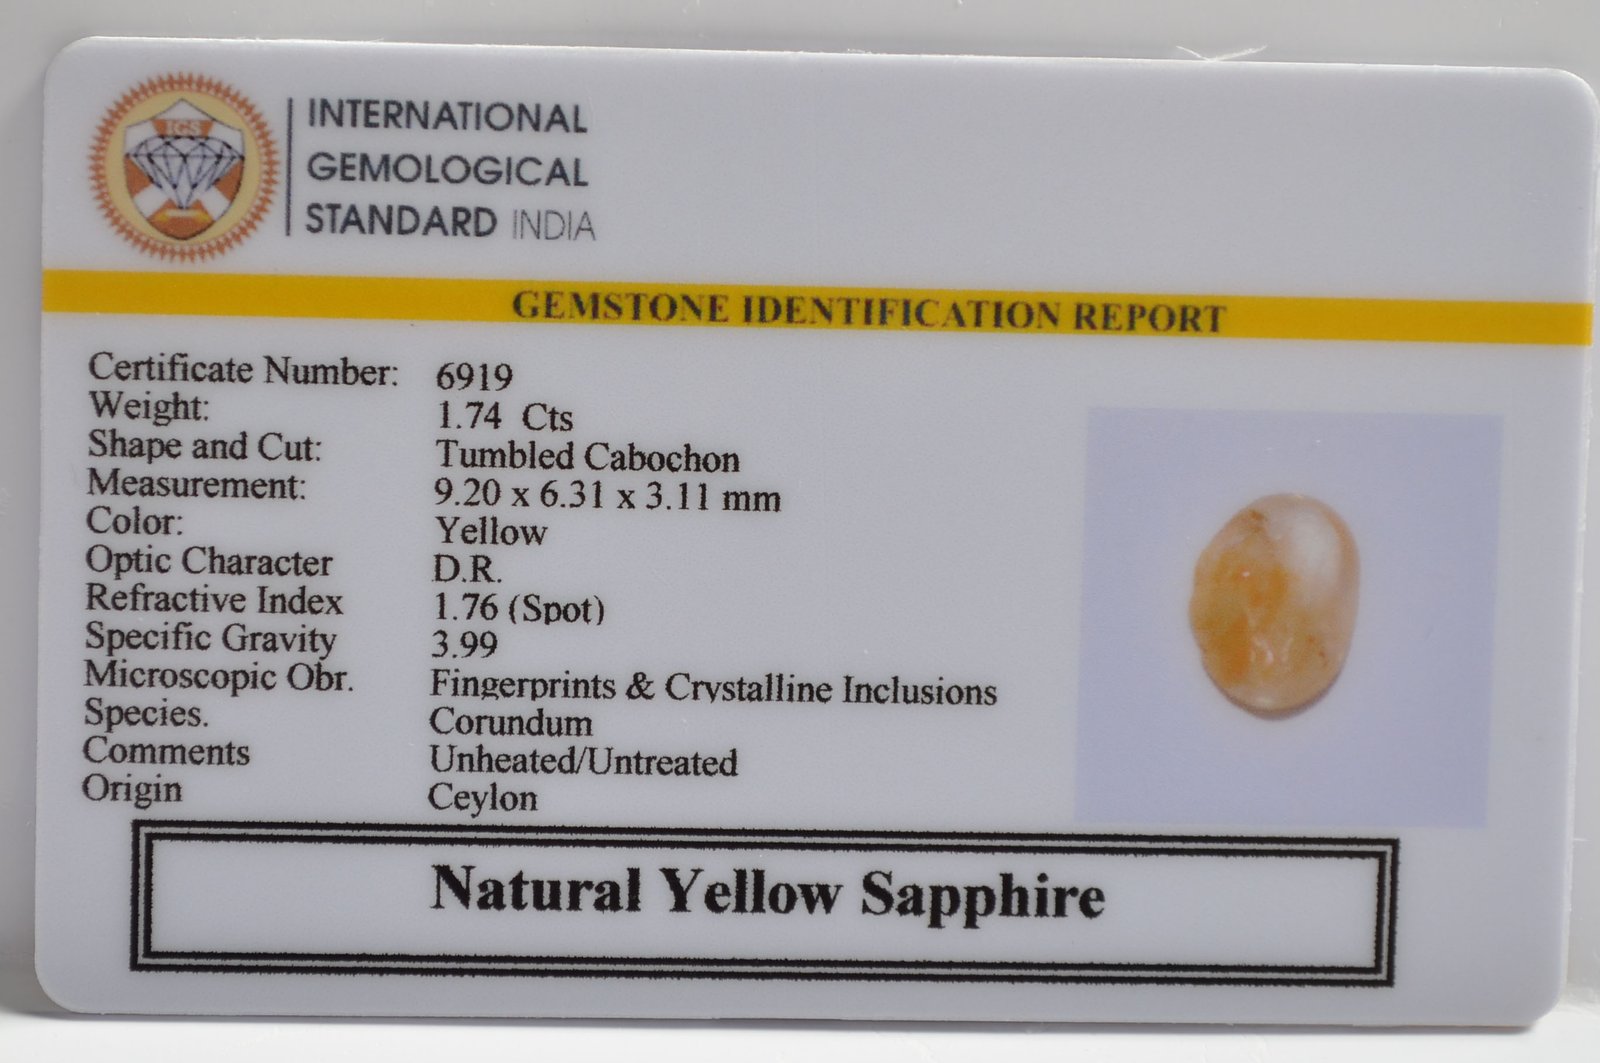 IGS
INTERNATIONAL
GEMOLOGICAL
STANDARD INDIA
GEMSTONE IDENTIFICATION REPORT
Certificate Number: 6919
Weight: 1.74 Cts
Shape and Cut: Tumbled Cabochon
Measurement: 9.20 x 6.31 x 3.11 mm
Color: Yellow
Optic Character D.R.
Refractive Index 1.76 (Spot)
Specific Gravity 3.99
Microscopic Obr. Fingerprints & Crystalline Inclusions
Species. Corundum
Comments Unheated/Untreated
Origin Ceylon
Natural Yellow Sapphire